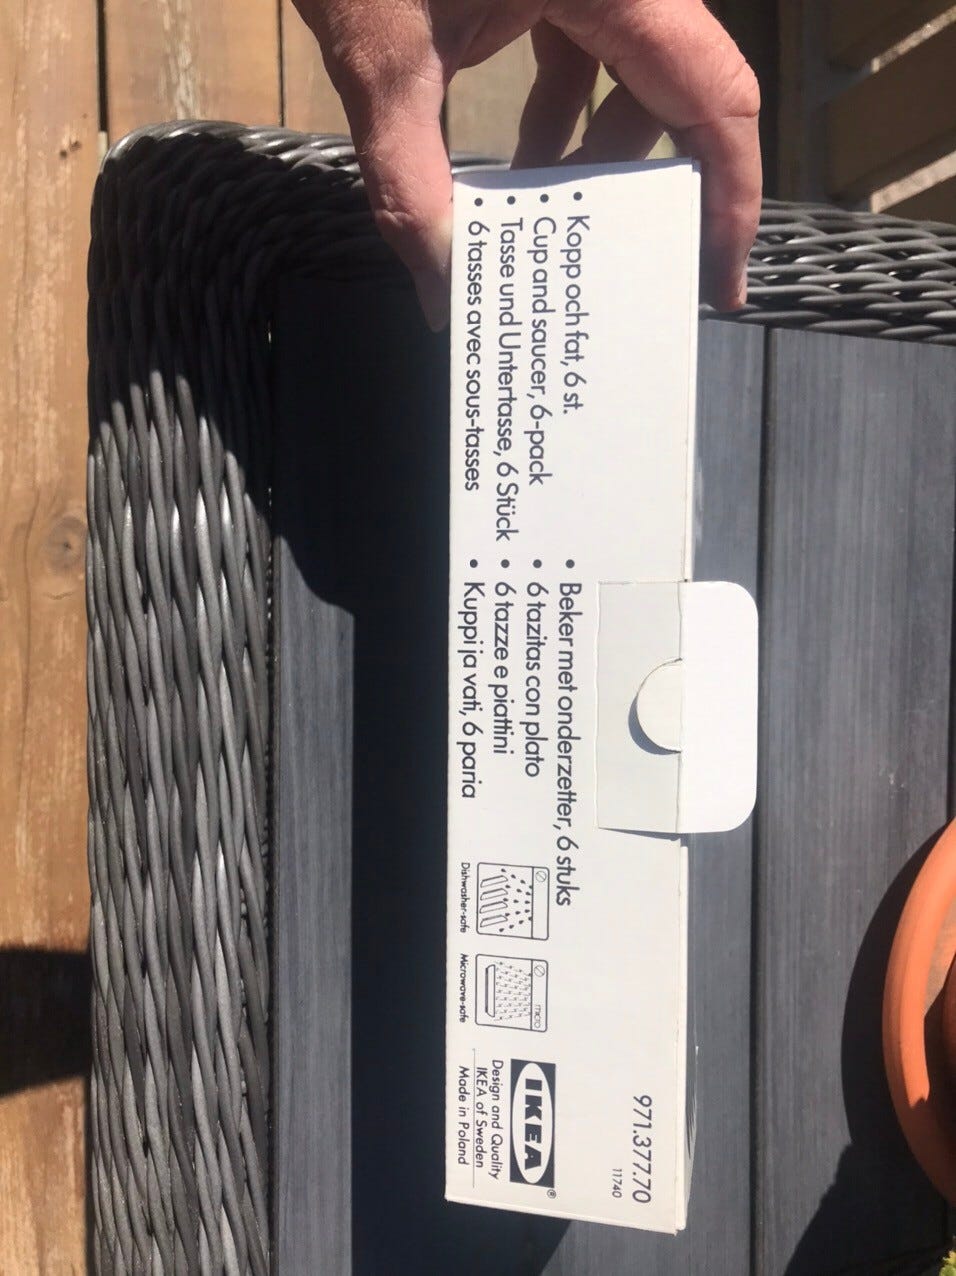 • Kopp och fat, 6 st.
• Cup and saucer, 6-pack
• Tasse und Untertasse, 6 Stück
• 6 tasses avec sous-tasses
• Beker met onderzetter, 6 stuks
• 6 tazitas con plato
• 6 tazze e piattini
• Kuppi ja vati, 6 paria
Dishwasher-safe
micro
Microwave-safe
971.377.70
11740
IKEA®
Design and Quality
IKEA of Sweden
Made in Poland